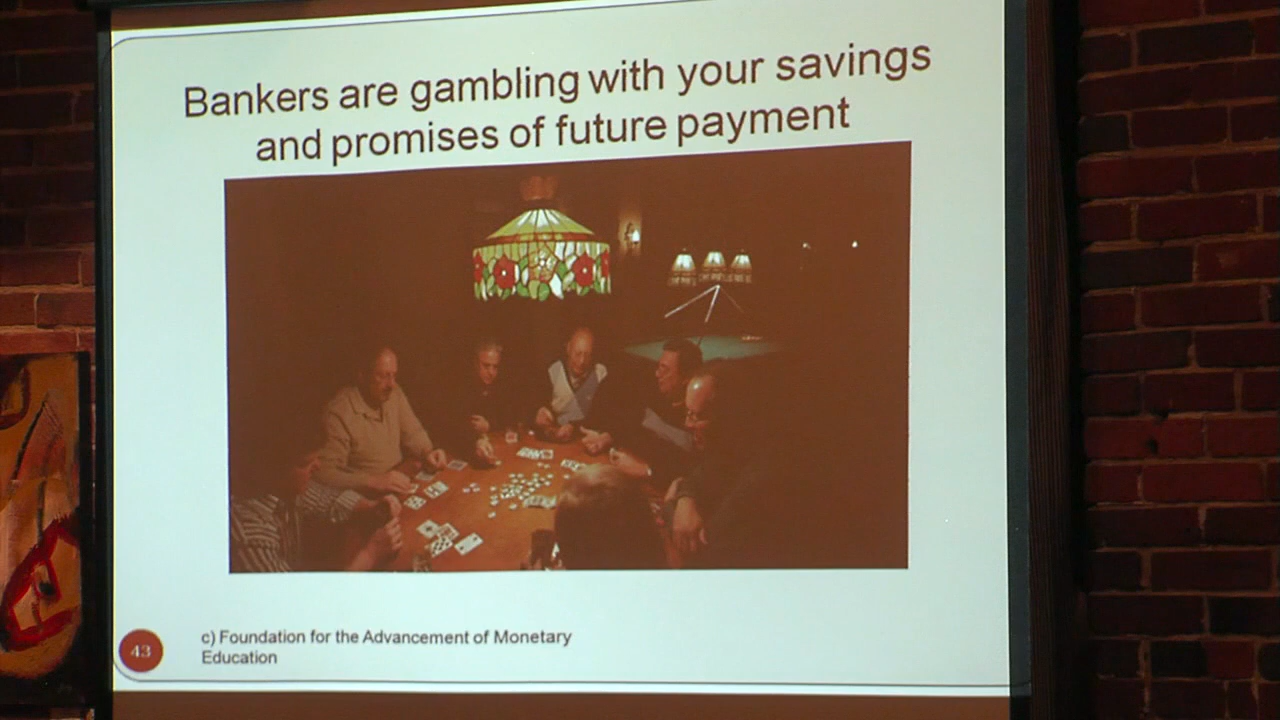 Bankers are gambling with your savings
and promises of future payment
43
c) Foundation for the Advancement of Monetary
Education